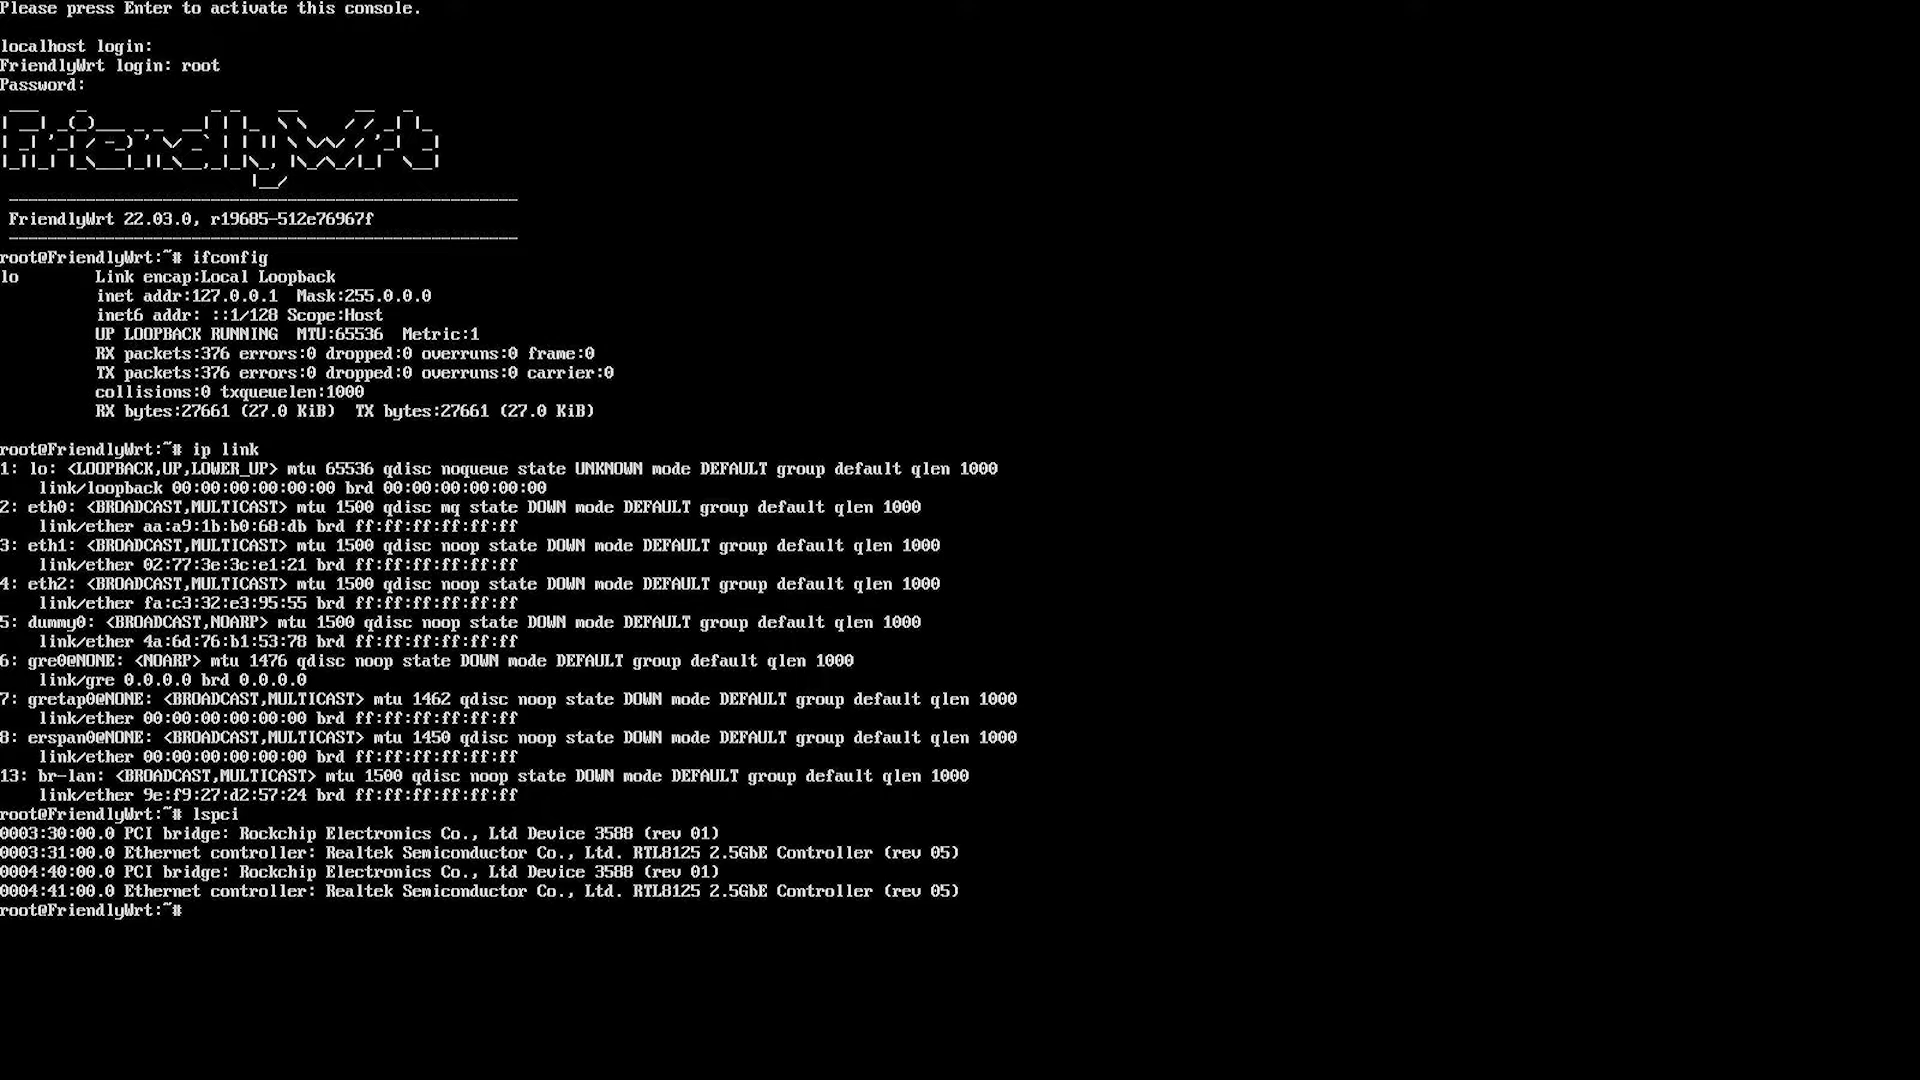 Please press Enter to activate this console.
localhost login:
FriendlyWrt login: root
Password:
FriendlyWrt
FriendlyWrt 22.03.0, r19685-512e76967f
root@FriendlyWrt:~# ifconfig
lo        Link encap:Local Loopback
          inet addr:127.0.0.1  Mask:255.0.0.0
          inet6 addr: ::1/128 Scope:Host
          UP LOOPBACK RUNNING  MTU:65536  Metric:1
          RX packets:376 errors:0 dropped:0 overruns:0 frame:0
          TX packets:376 errors:0 dropped:0 overruns:0 carrier:0
          collisions:0 txqueuelen:1000
          RX bytes:27661 (27.0 KiB)  TX bytes:27661 (27.0 KiB)
root@FriendlyWrt:~# ip link
1: lo: <LOOPBACK,UP,LOWER_UP> mtu 65536 qdisc noqueue state UNKNOWN mode DEFAULT group default qlen 1000
    link/loopback 00:00:00:00:00:00 brd 00:00:00:00:00:00
2: eth0: <BROADCAST,MULTICAST> mtu 1500 qdisc mq state DOWN mode DEFAULT group default qlen 1000
    link/ether aa:a9:1b:b0:68:db brd ff:ff:ff:ff:ff:ff
3: eth1: <BROADCAST,MULTICAST> mtu 1500 qdisc noop state DOWN mode DEFAULT group default qlen 1000
    link/ether 02:77:3e:3c:e1:21 brd ff:ff:ff:ff:ff:ff
4: eth2: <BROADCAST,MULTICAST> mtu 1500 qdisc noop state DOWN mode DEFAULT group default qlen 1000
    link/ether fa:c3:32:e3:95:55 brd ff:ff:ff:ff:ff:ff
5: dummy0: <BROADCAST,NOARP> mtu 1500 qdisc noop state DOWN mode DEFAULT group default qlen 1000
    link/ether 4a:6d:76:b1:53:78 brd ff:ff:ff:ff:ff:ff
6: gre0@NONE: <NOARP> mtu 1476 qdisc noop state DOWN mode DEFAULT group default qlen 1000
    link/gre 0.0.0.0 brd 0.0.0.0
7: gretap0@NONE: <BROADCAST,MULTICAST> mtu 1462 qdisc noop state DOWN mode DEFAULT group default qlen 1000
    link/ether 00:00:00:00:00:00 brd ff:ff:ff:ff:ff:ff
8: erspan0@NONE: <BROADCAST,MULTICAST> mtu 1450 qdisc noop state DOWN mode DEFAULT group default qlen 1000
    link/ether 00:00:00:00:00:00 brd ff:ff:ff:ff:ff:ff
13: br-lan: <BROADCAST,MULTICAST> mtu 1500 qdisc noop state DOWN mode DEFAULT group default qlen 1000
    link/ether 9e:f9:27:d2:57:24 brd ff:ff:ff:ff:ff:ff
root@FriendlyWrt:~# lspci
0003:30:00.0 PCI bridge: Rockchip Electronics Co., Ltd Device 3588 (rev 01)
0003:31:00.0 Ethernet controller: Realtek Semiconductor Co., Ltd. RTL8125 2.5GbE Controller (rev 05)
0004:40:00.0 PCI bridge: Rockchip Electronics Co., Ltd Device 3588 (rev 01)
0004:41:00.0 Ethernet controller: Realtek Semiconductor Co., Ltd. RTL8125 2.5GbE Controller (rev 05)
root@FriendlyWrt:~#